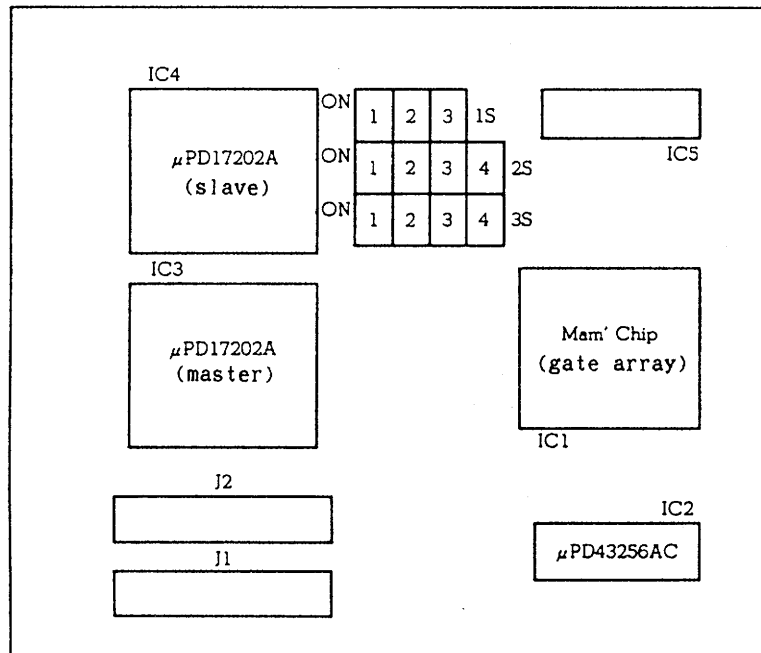 IC4
μPD17202A
(slave)
ON 1 2 3 1S
ON 1 2 3 4 2S
ON 1 2 3 4 3S
IC5
IC3
μPD17202A
(master)
Mam' Chip
(gate array)
IC1
J2
J1
IC2
μPD43256AC